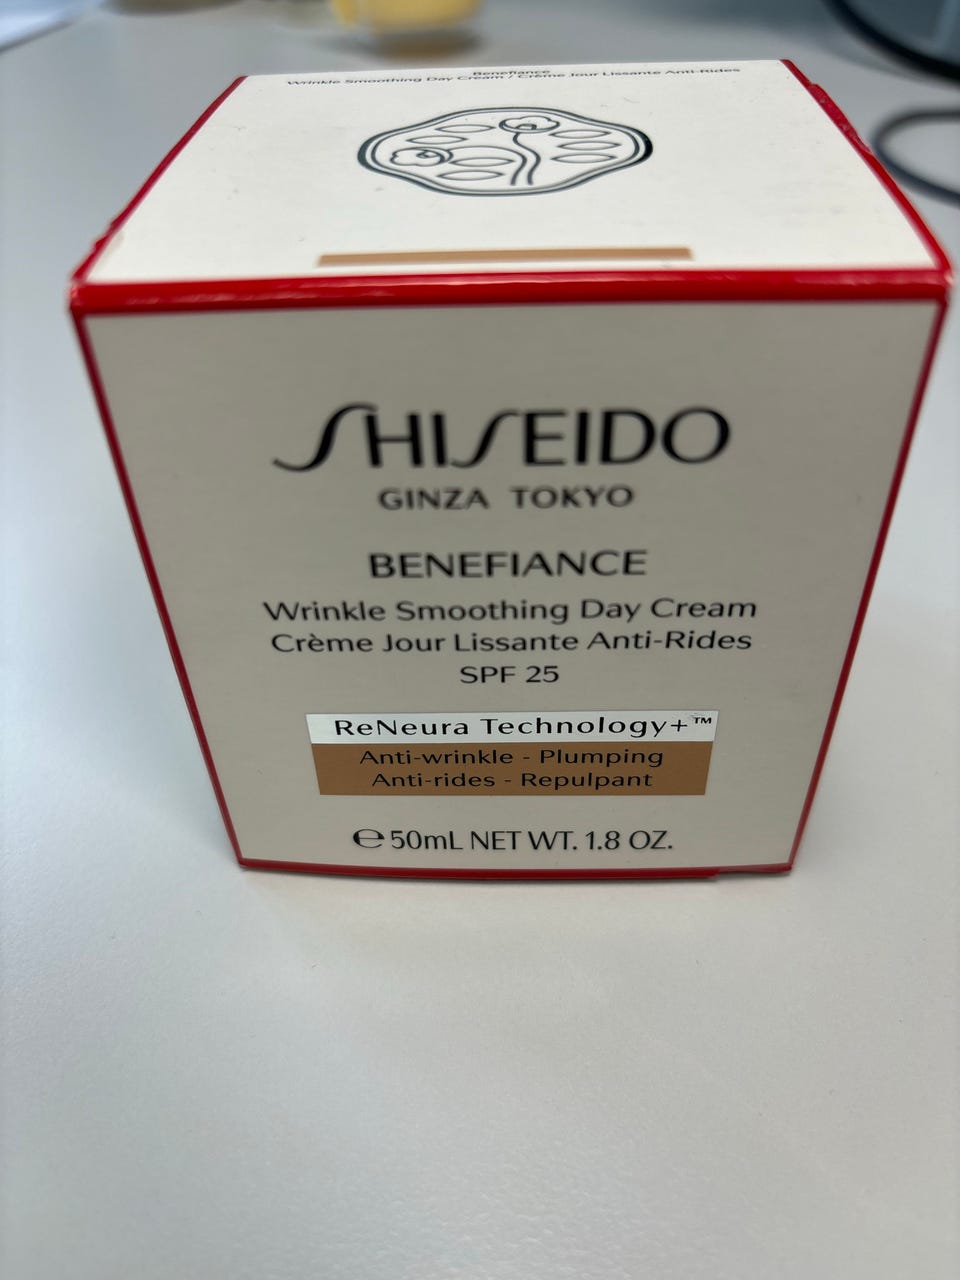 Benefiance
Wrinkle Smoothing Day Cream / Crème Jour Lissante Anti-Rides
SHISEIDO
GINZA TOKYO
BENEFIANCE
Wrinkle Smoothing Day Cream
Crème Jour Lissante Anti-Rides
SPF 25
ReNeura Technology+™
Anti-wrinkle - Plumping
Anti-rides - Repulpant
℮50mL NET WT. 1.8 OZ.